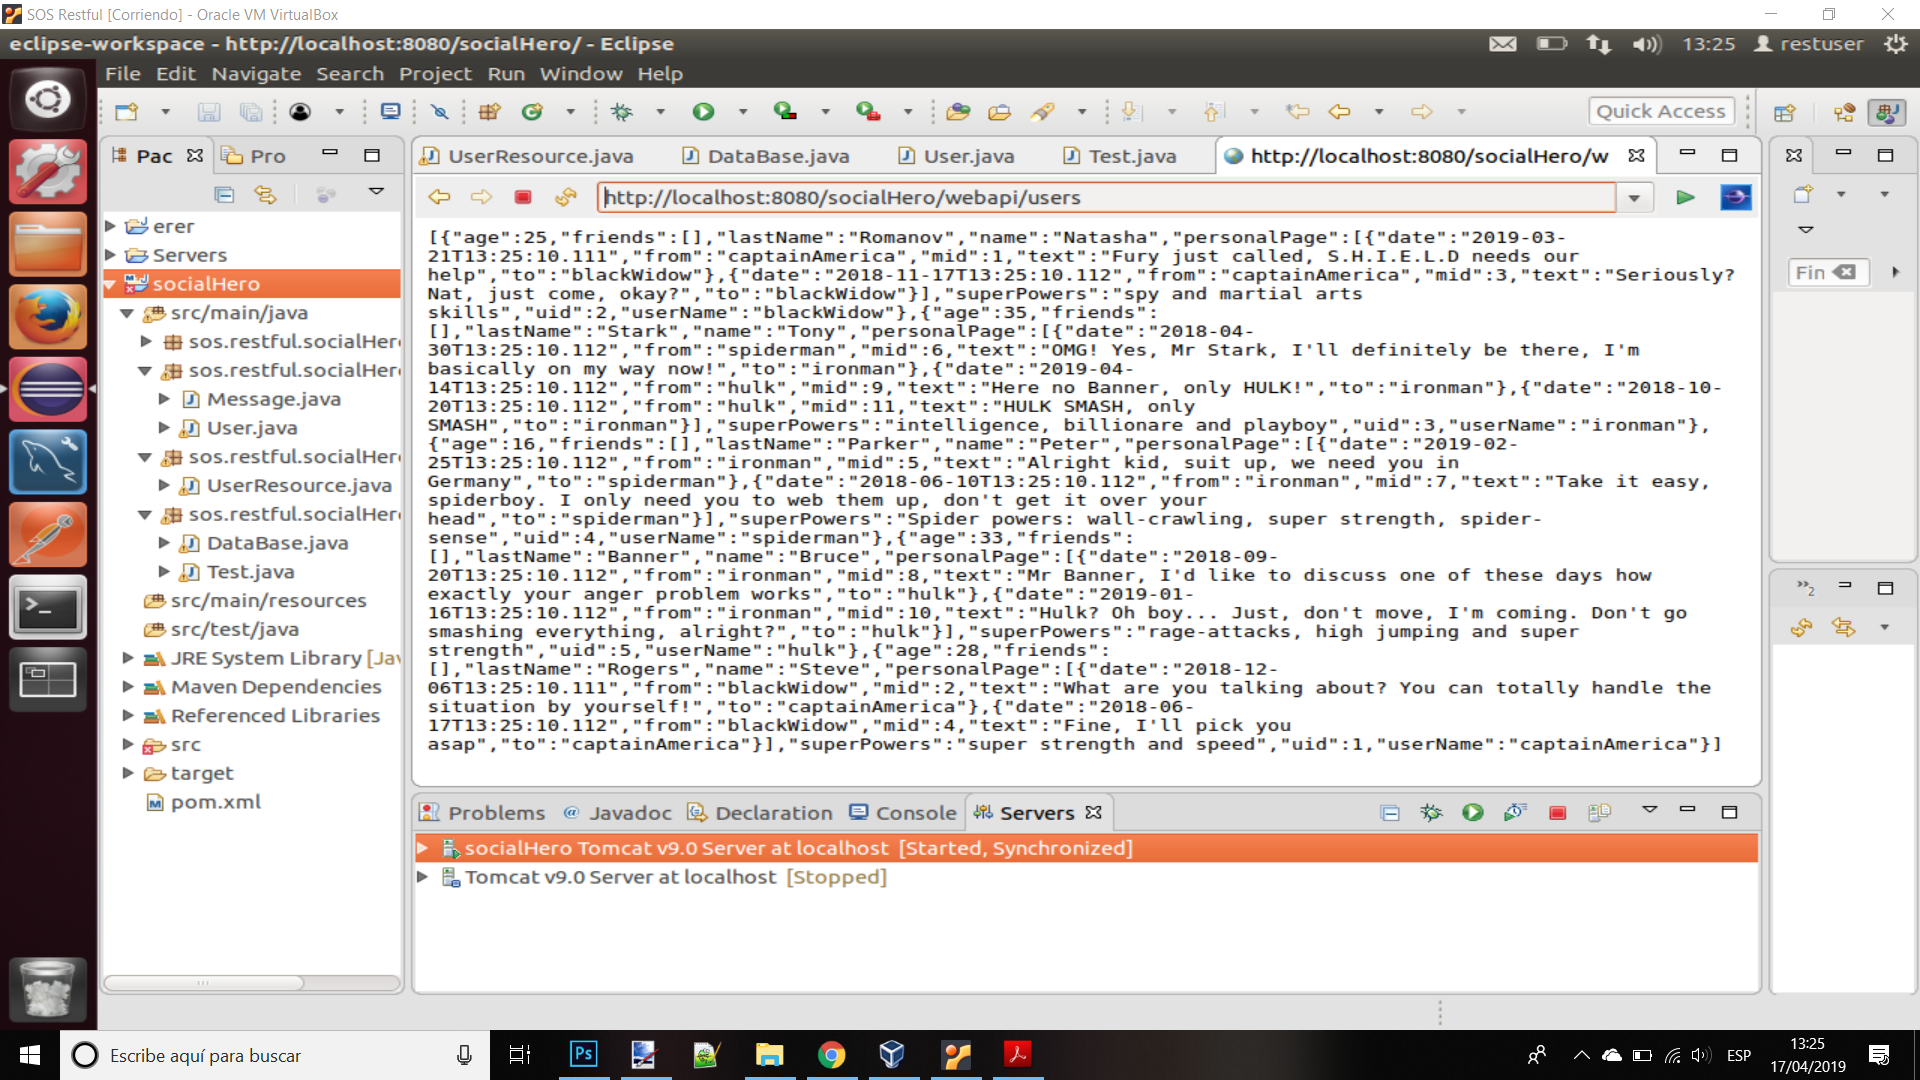 SOS Restful [Corriendo] - Oracle VM VirtualBox
eclipse-workspace - http://localhost:8080/socialHero/ - Eclipse
13:25
restuser
File Edit Navigate Search Project Run Window Help
Quick Access
Pac
Pro
UserResource.java
DataBase.java
User.java
Test.java
http://localhost:8080/socialHero/w
http://localhost:8080/socialHero/webapi/users
erer
Servers
socialHero
src/main/java
sos.restful.socialHer
sos.restful.socialHer
Message.java
User.java
sos.restful.socialHer
UserResource.java
sos.restful.socialHer
DataBase.java
Test.java
src/main/resources
src/test/java
JRE System Library [Jav
Maven Dependencies
Referenced Libraries
src
target
pom.xml
[{"age":25,"friends":[],"lastName":"Romanov","name":"Natasha","personalPage":[{"date":"2019-03-
21T13:25:10.111","from":"captainAmerica","mid":1,"text":"Fury just called, S.H.I.E.L.D needs our
help","to":"blackWidow"},{"date":"2018-11-17T13:25:10.112","from":"captainAmerica","mid":3,"text":"Seriously?
Nat, just come, okay?","to":"blackWidow"}],"superPowers":"spy and martial arts
skills","uid":2,"userName":"blackWidow"},{"age":35,"friends":
[],"lastName":"Stark","name":"Tony","personalPage":[{"date":"2018-04-
30T13:25:10.112","from":"spiderman","mid":6,"text":"OMG! Yes, Mr Stark, I'll definitely be there, I'm
basically on my way now!","to":"ironman"},{"date":"2019-04-
14T13:25:10.112","from":"hulk","mid":9,"text":"Here no Banner, only HULK!","to":"ironman"},{"date":"2018-10-
20T13:25:10.112","from":"hulk","mid":11,"text":"HULK SMASH, only
SMASH","to":"ironman"}],"superPowers":"intelligence, billionare and playboy","uid":3,"userName":"ironman"},
{"age":16,"friends":[],"lastName":"Parker","name":"Peter","personalPage":[{"date":"2019-02-
25T13:25:10.112","from":"ironman","mid":5,"text":"Alright kid, suit up, we need you in
Germany","to":"spiderman"},{"date":"2018-06-10T13:25:10.112","from":"ironman","mid":7,"text":"Take it easy,
spiderboy. I only need you to web them up, don't get it over your
head","to":"spiderman"}],"superPowers":"Spider powers: wall-crawling, super strength, spider-
sense","uid":4,"userName":"spiderman"},{"age":33,"friends":
[],"lastName":"Banner","name":"Bruce","personalPage":[{"date":"2018-09-
20T13:25:10.112","from":"ironman","mid":8,"text":"Mr Banner, I'd like to discuss one of these days how
exactly your anger problem works","to":"hulk"},{"date":"2019-01-
16T13:25:10.112","from":"ironman","mid":10,"text":"Hulk? Oh boy... Just, don't move, I'm coming. Don't go
smashing everything, alright?","to":"hulk"}],"superPowers":"rage-attacks, high jumping and super
strength","uid":5,"userName":"hulk"},{"age":28,"friends":
[],"lastName":"Rogers","name":"Steve","personalPage":[{"date":"2018-12-
06T13:25:10.111","from":"blackWidow","mid":2,"text":"What are you talking about? You can totally handle the
situation by yourself!","to":"captainAmerica"},{"date":"2018-06-
17T13:25:10.112","from":"blackWidow","mid":4,"text":"Fine, I'll pick you
asap","to":"captainAmerica"}],"superPowers":"super strength and speed","uid":1,"userName":"captainAmerica"}]
Fin
Problems
@ Javadoc
Declaration
Console
Servers
socialHero Tomcat v9.0 Server at localhost [Started, Synchronized]
Tomcat v9.0 Server at localhost [Stopped]
Escribe aquí para buscar
Ps
ESP
13:25
17/04/2019